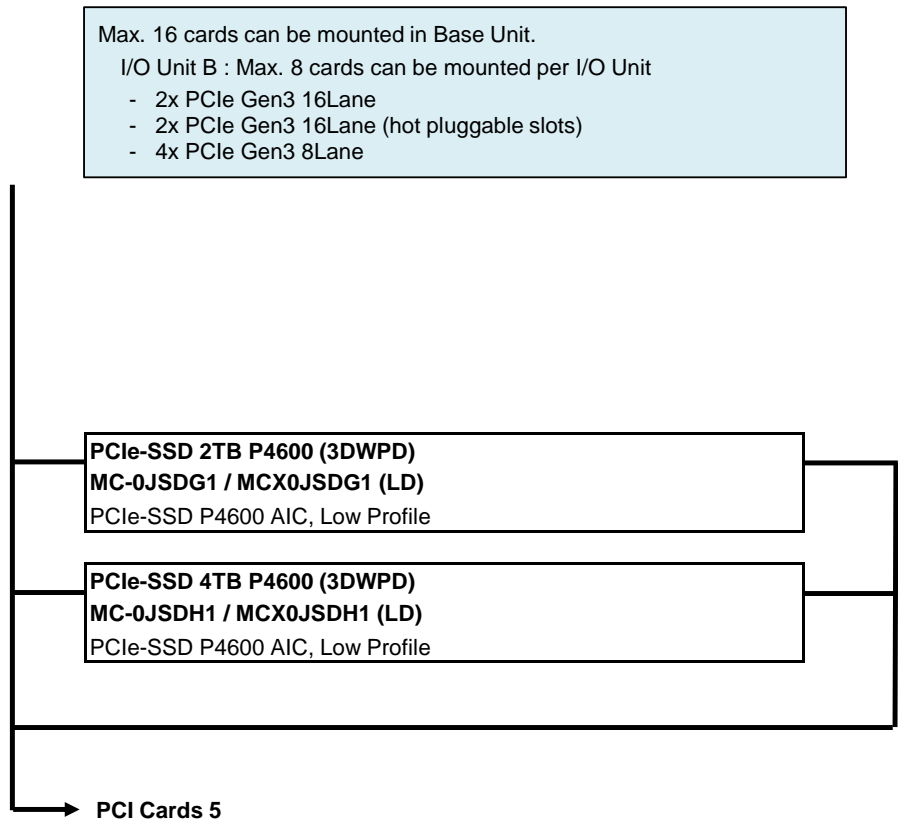 Max. 16 cards can be mounted in Base Unit.
I/O Unit B : Max. 8 cards can be mounted per I/O Unit
- 2x PCIe Gen3 16Lane
- 2x PCIe Gen3 16Lane (hot pluggable slots)
- 4x PCIe Gen3 8Lane
PCIe-SSD 2TB P4600 (3DWPD)
MC-0JSDG1 / MCX0JSDG1 (LD)
PCIe-SSD P4600 AIC, Low Profile
PCIe-SSD 4TB P4600 (3DWPD)
MC-0JSDH1 / MCX0JSDH1 (LD)
PCIe-SSD P4600 AIC, Low Profile
PCI Cards 5